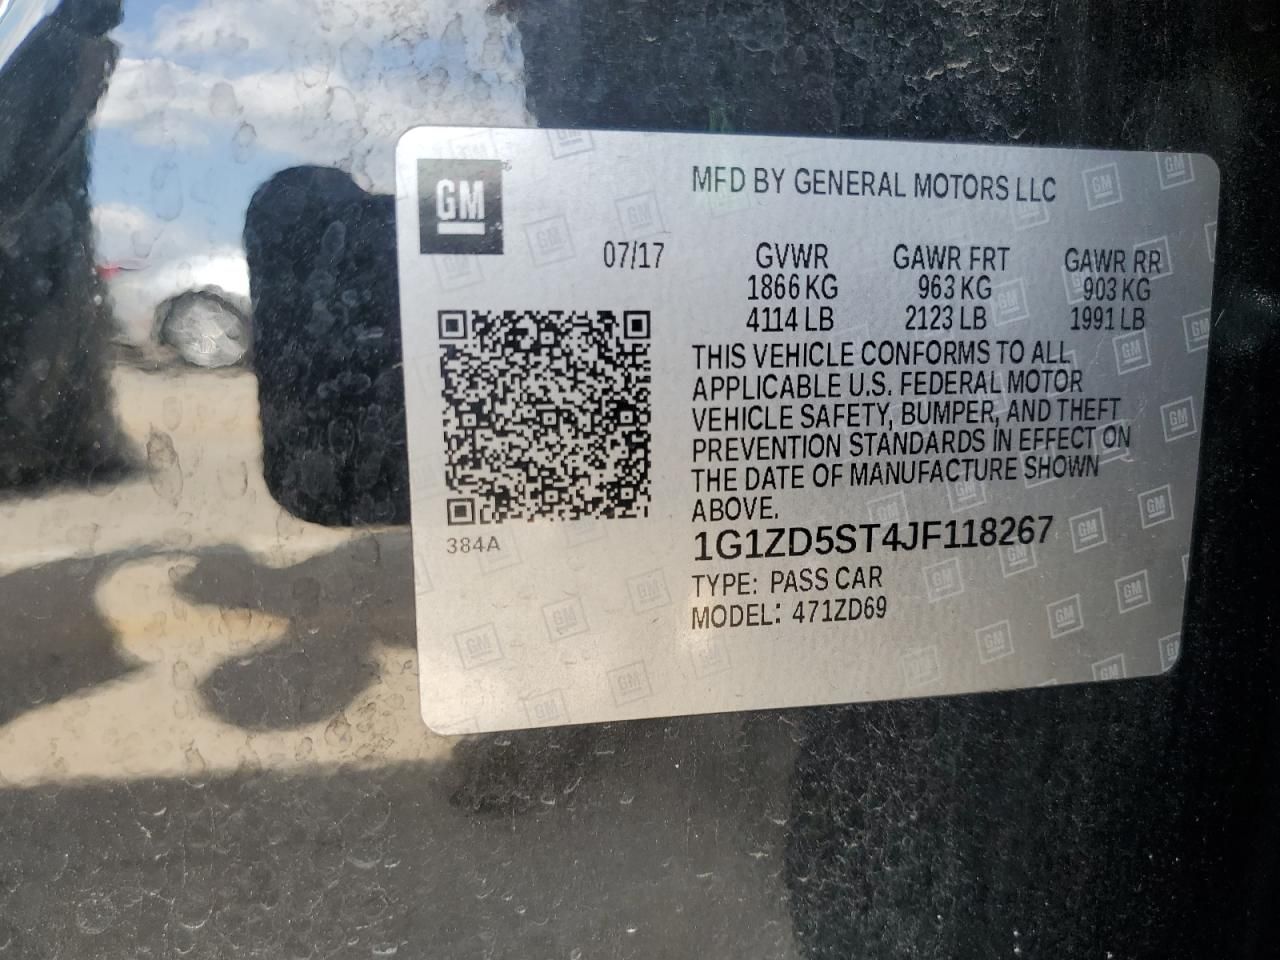 GM
MFD BY GENERAL MOTORS LLC
07/17
GVWR GAWR FRT GAWR RR
1866 KG 963 KG 903 KG
4114 LB 2123 LB 1991 LB
THIS VEHICLE CONFORMS TO ALL
APPLICABLE U.S. FEDERAL MOTOR
VEHICLE SAFETY, BUMPER, AND THEFT
PREVENTION STANDARDS IN EFFECT ON
THE DATE OF MANUFACTURE SHOWN
ABOVE.
384A
1G1ZD5ST4JF118267
TYPE: PASS CAR
MODEL: 471ZD69